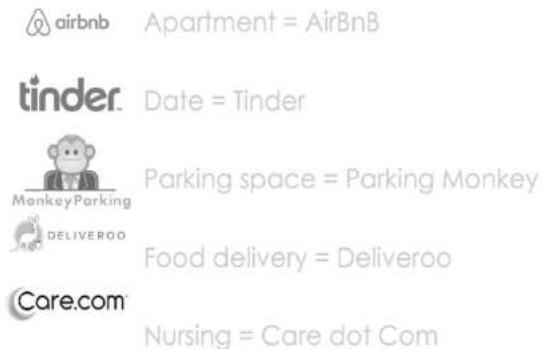 airbnb Apartment = AirBnB
tinder. Date = Tinder
MonkeyParking Parking space = Parking Monkey
DELIVEROO
Food delivery = Deliveroo
Care.com
Nursing = Care dot Com